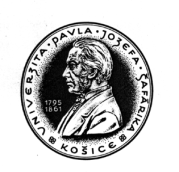 UNIVERZITA · PAVLA · JOZEFA · ŠAFÁRIKA
1795
1861
KOŠICE